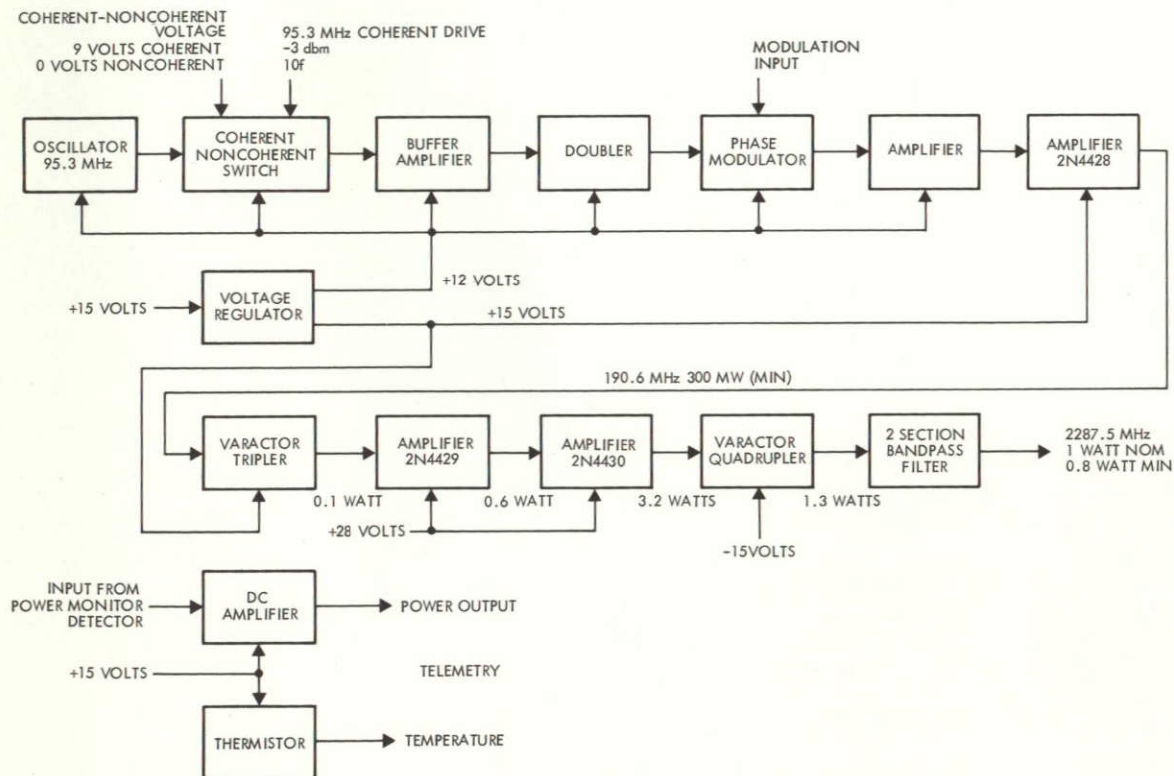 COHERENT-NONCOHERENT
VOLTAGE
9 VOLTS COHERENT
0 VOLTS NONCOHERENT
95.3 MHz COHERENT DRIVE
-3 dbm
10f
MODULATION
INPUT
OSCILLATOR
95.3 MHz
COHERENT
NONCOHERENT
SWITCH
BUFFER
AMPLIFIER
DOUBLER
PHASE
MODULATOR
AMPLIFIER
AMPLIFIER
2N4428
+15 VOLTS
VOLTAGE
REGULATOR
+12 VOLTS
+15 VOLTS
190.6 MHz 300 MW (MIN)
VARACTOR
TRIPLER
0.1 WATT
AMPLIFIER
2N4429
0.6 WATT
AMPLIFIER
2N4430
3.2 WATTS
VARACTOR
QUADRUPLER
1.3 WATTS
2 SECTION
BANDPASS
FILTER
2287.5 MHz
1 WATT NOM
0.8 WATT MIN
+28 VOLTS
-15VOLTS
INPUT FROM
POWER MONITOR
DETECTOR
DC
AMPLIFIER
POWER OUTPUT
+15 VOLTS
TELEMETRY
THERMISTOR
TEMPERATURE